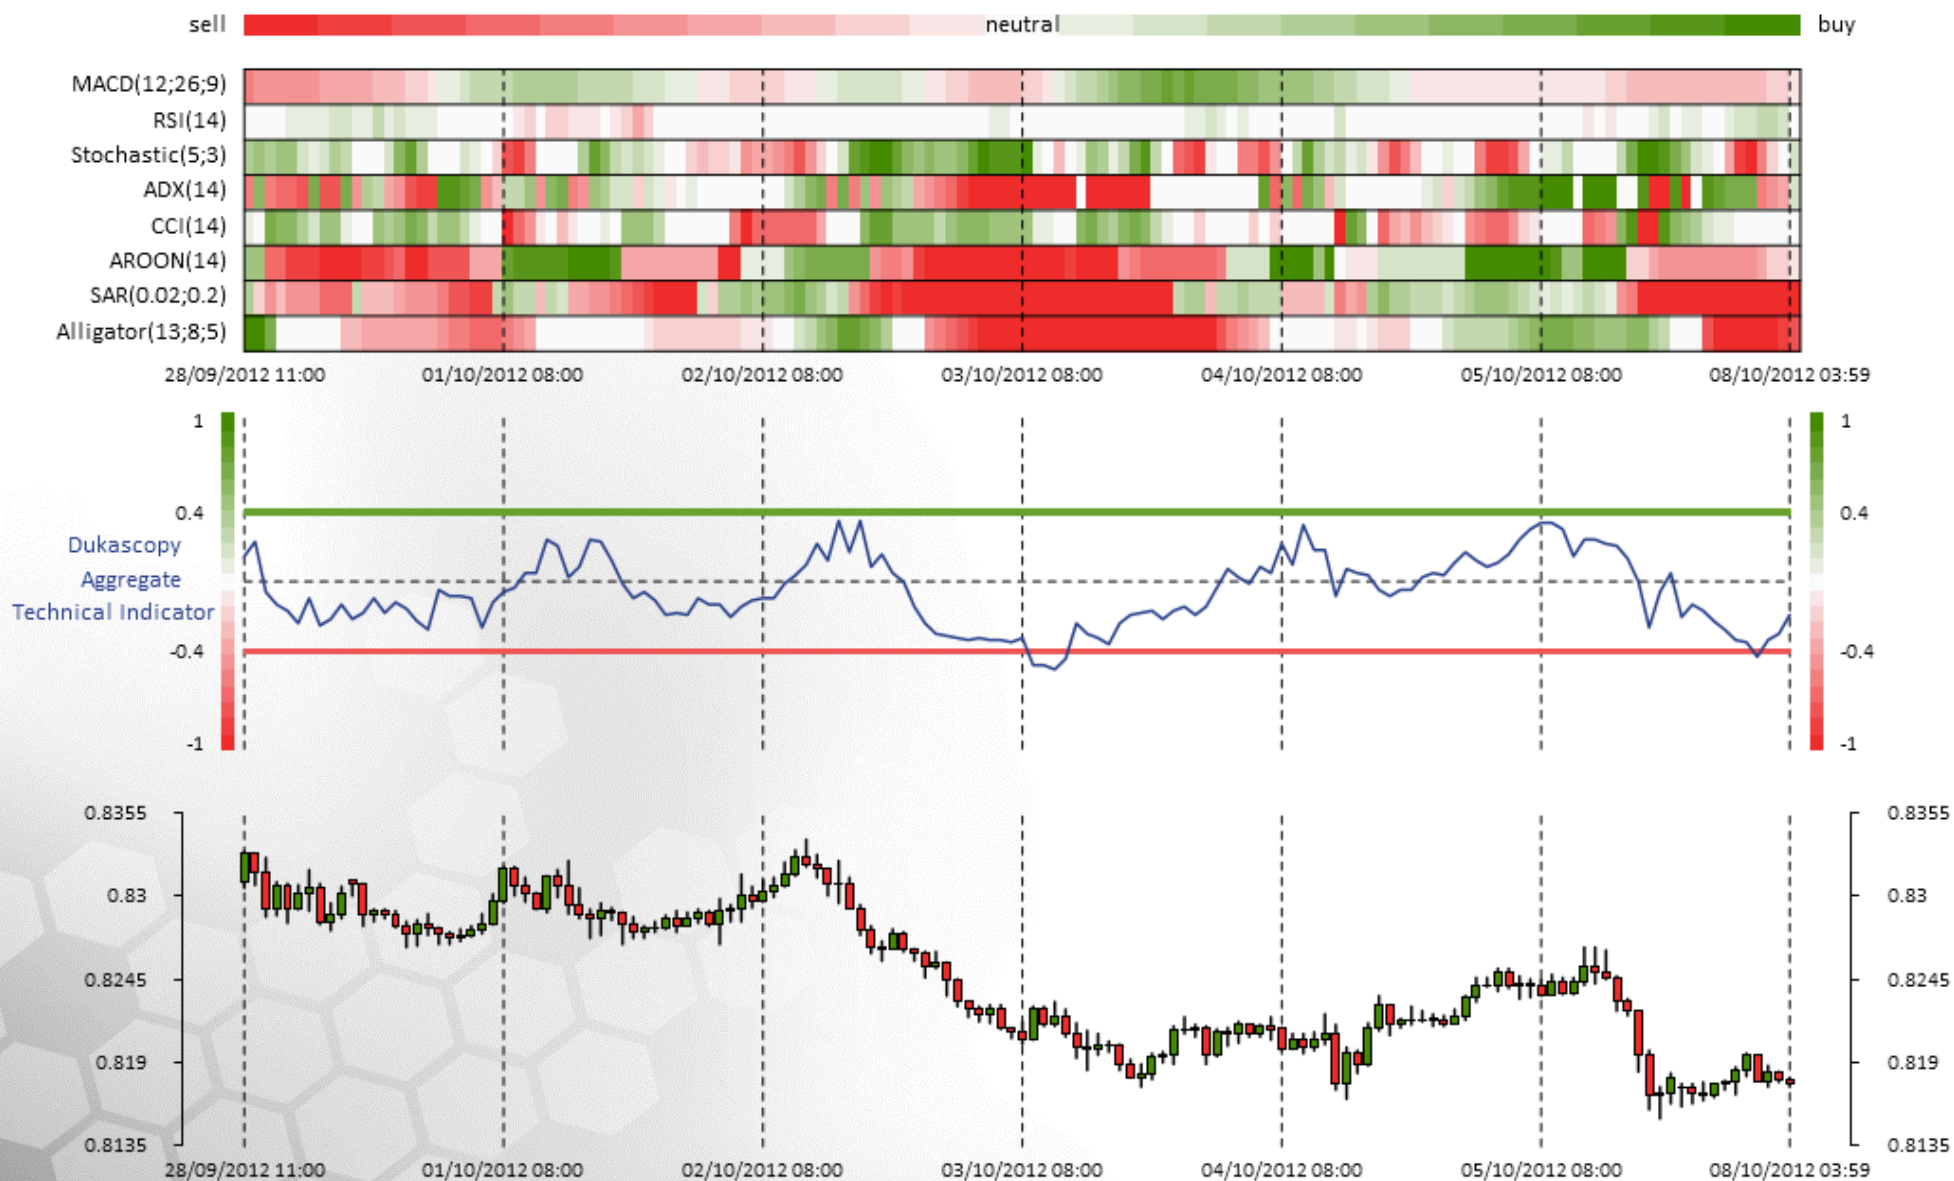 sell neutral buy
MACD(12;26;9)
RSI(14)
Stochastic(5;3)
ADX(14)
CCI(14)
AROON(14)
SAR(0.02;0.2)
Alligator(13;8;5)
28/09/2012 11:00 01/10/2012 08:00 02/10/2012 08:00 03/10/2012 08:00 04/10/2012 08:00 05/10/2012 08:00 08/10/2012 03:59
1 1
0.4 0.4
Dukascopy
Aggregate
Technical Indicator
-0.4 -0.4
-1 -1
0.8355 0.8355
0.83 0.83
0.8245 0.8245
0.819 0.819
0.8135 0.8135
28/09/2012 11:00 01/10/2012 08:00 02/10/2012 08:00 03/10/2012 08:00 04/10/2012 08:00 05/10/2012 08:00 08/10/2012 03:59